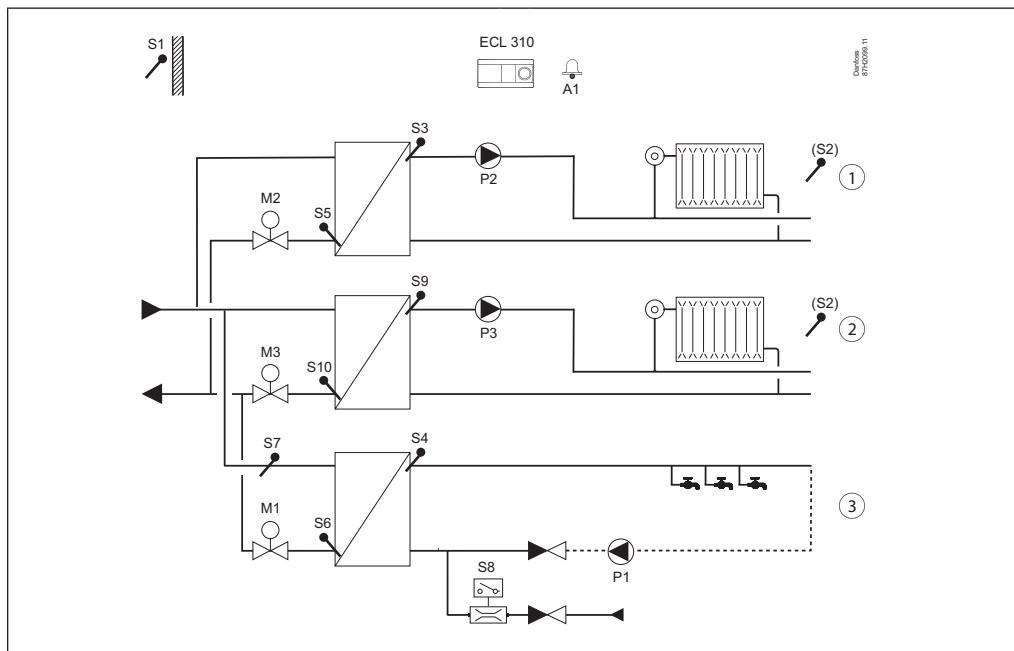 S1
ECL 310
A1
Danfoss
87H2099.11
S3
P2
(S2)
1
M2
S5
S9
P3
(S2)
2
M3
S10
S7
S4
M1
S6
3
P1
S8